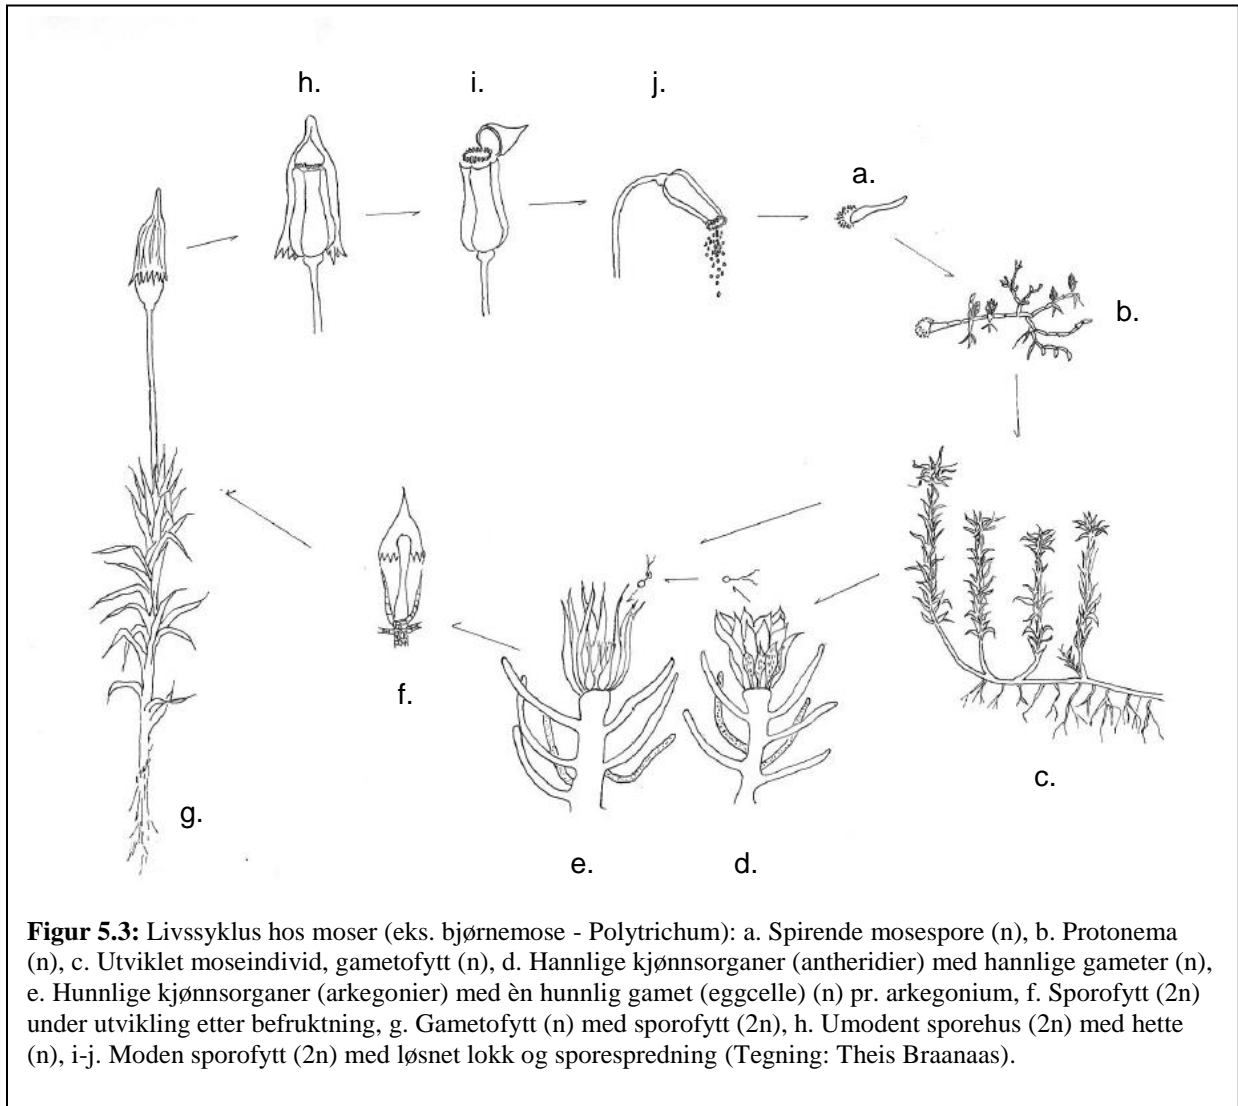 h.
i.
j.
a.
b.
c.
d.
e.
f.
g.
Figur 5.3: Livssyklus hos moser (eks. bjørnemose - Polytrichum): a. Spirende mosespore (n), b. Protonema
(n), c. Utviklet moseindivid, gametofytt (n), d. Hannlige kjønnsorganer (antheridier) med hannlige gameter (n),
e. Hunnlige kjønnsorganer (arkegonier) med èn hunnlig gamet (eggcelle) (n) pr. arkegonium, f. Sporofytt (2n)
under utvikling etter befruktning, g. Gametofytt (n) med sporofytt (2n), h. Umodent sporehus (2n) med hette
(n), i-j. Moden sporofytt (2n) med løsnet lokk og sporespredning (Tegning: Theis Braanaas).